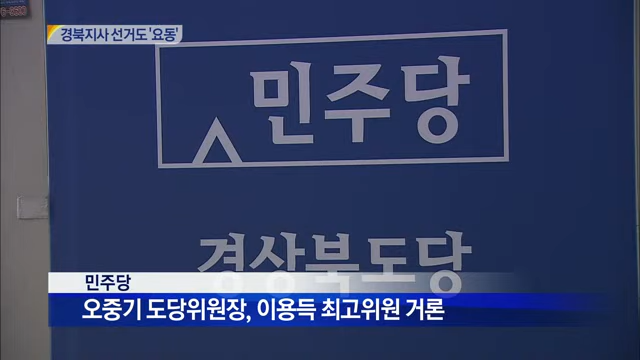 경북지사 선거도 '요동'
민주당
경상북도당
민주당
오중기 도당위원장, 이용득 최고위원 거론